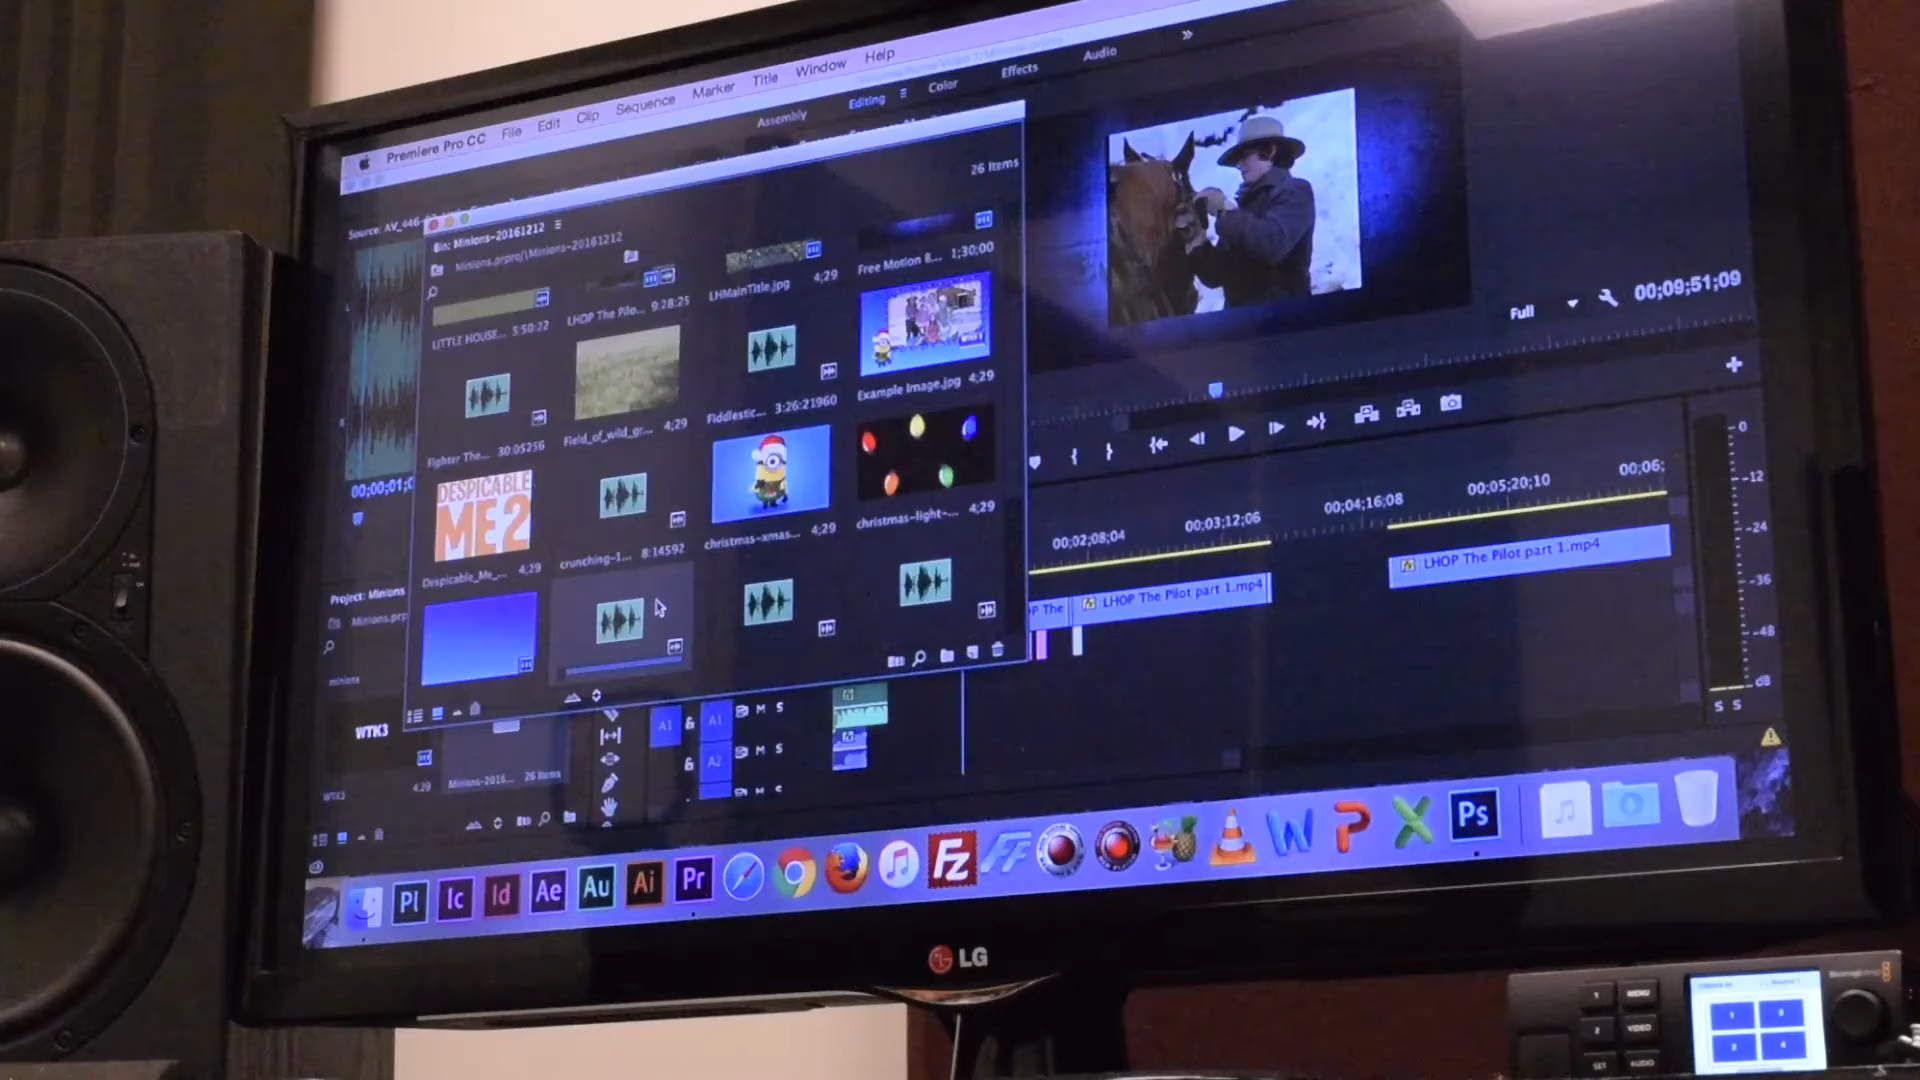 Premiere Pro CC File Edit Clip Sequence Marker Title Window Help
Assembly Editing Color Effects Audio
Source: AV_446
26 Items
Bin: Minions-20161212
Minions.prproj\Minions-20161212
LITTLE HOUSE... 5:50:22
LHOP The Pilo... 9:28:25
LHMainTitle.jpg 4;29
Free Motion B... 1;30;00
Fighter The... 30:05256
Field_of_wild_gr... 4;29
Fiddlestic... 3:26:21960
Example Image.jpg 4;29
DESPICABLE
ME2
Despicable_Me_... 4;29
crunching-1... 8:14592
christmas-xmas... 4;29
christmas-light-... 4;29
Full 00;09;51;09
00;00;01;0
00;02;08;04 00;03;12;06 00;04;16;08 00;05;20;10 00;06;
LHOP The Pilot part 1.mp4
P The LHOP The Pilot part 1.mp4
0
-12
-24
-36
-48
dB
S S
Project: Minions
Minions.prp
minions
WTK3
WTK3 4;29
Minions-2016... 26 Items
A1 A1 M S
A2 M S
Pl Ic Id Ae Au Ai Pr Fz FF W P X Ps
LG
1 MENU
2 VIDEO
SET AUDIO